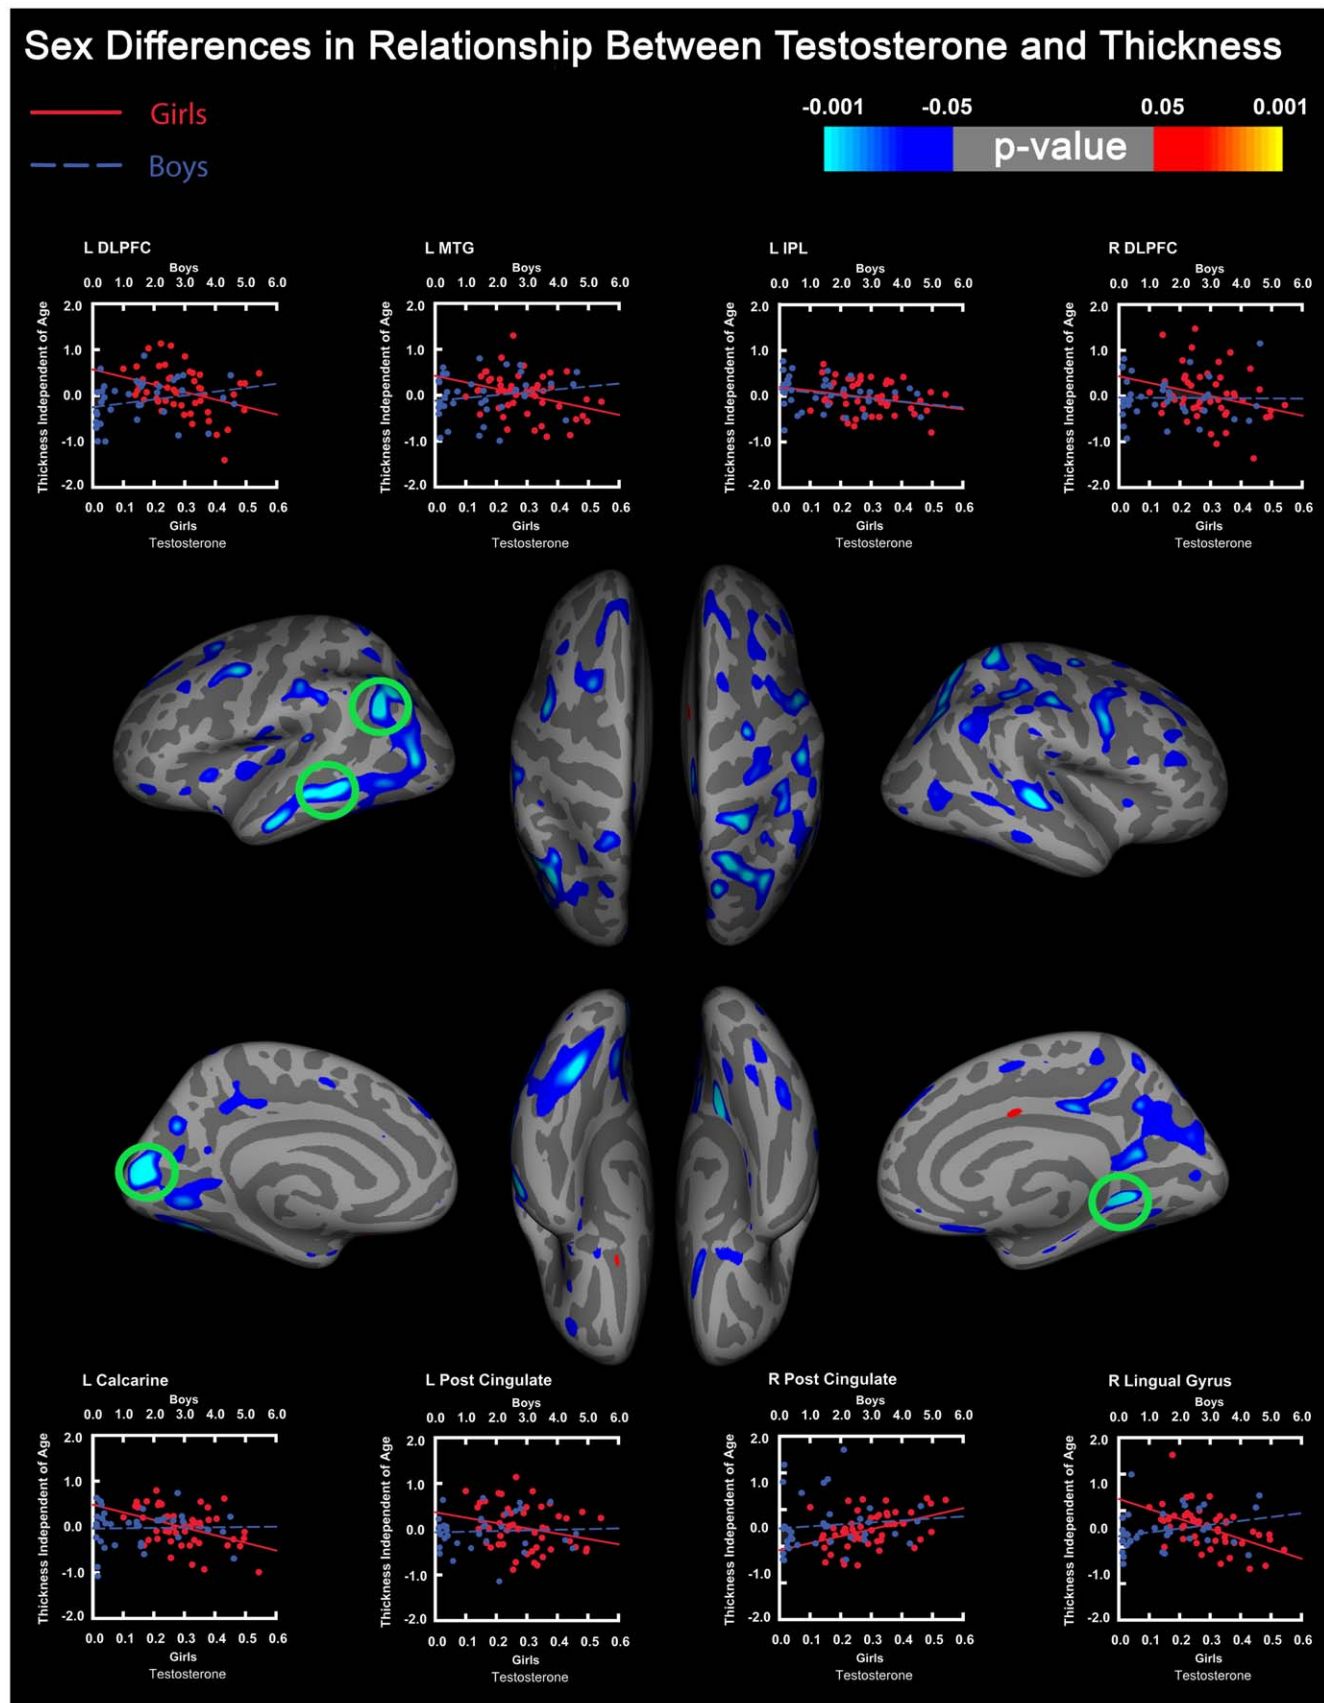 Sex Differences in Relationship Between Testosterone and Thickness
Girls
Boys
-0.001 -0.05 0.05 0.001
p-value
L DLPFC
Boys
0.0 1.0 2.0 3.0 4.0 5.0 6.0
Thickness Independent of Age
2.0
1.0
0.0
-1.0
-2.0
0.0 0.1 0.2 0.3 0.4 0.5 0.6
Girls
Testosterone
L MTG
Boys
0.0 1.0 2.0 3.0 4.0 5.0 6.0
Thickness Independent of Age
2.0
1.0
0.0
-1.0
-2.0
0.0 0.1 0.2 0.3 0.4 0.5 0.6
Girls
Testosterone
L IPL
Boys
0.0 1.0 2.0 3.0 4.0 5.0 6.0
Thickness Independent of Age
2.0
1.0
0.0
-1.0
-2.0
0.0 0.1 0.2 0.3 0.4 0.5 0.6
Girls
Testosterone
R DLPFC
Boys
0.0 1.0 2.0 3.0 4.0 5.0 6.0
Thickness Independent of Age
2.0
1.0
0.0
-1.0
-2.0
0.0 0.1 0.2 0.3 0.4 0.5 0.6
Girls
Testosterone
L Calcarine
Boys
0.0 1.0 2.0 3.0 4.0 5.0 6.0
Thickness Independent of Age
2.0
1.0
0.0
-1.0
-2.0
0.0 0.1 0.2 0.3 0.4 0.5 0.6
Girls
Testosterone
L Post Cingulate
Boys
0.0 1.0 2.0 3.0 4.0 5.0 6.0
Thickness Independent of Age
2.0
1.0
0.0
-1.0
-2.0
0.0 0.1 0.2 0.3 0.4 0.5 0.6
Girls
Testosterone
R Post Cingulate
Boys
0.0 1.0 2.0 3.0 4.0 5.0 6.0
Thickness Independent of Age
2.0
1.0
0.0
-1.0
-2.0
0.0 0.1 0.2 0.3 0.4 0.5 0.6
Girls
Testosterone
R Lingual Gyrus
Boys
0.0 1.0 2.0 3.0 4.0 5.0 6.0
Thickness Independent of Age
2.0
1.0
0.0
-1.0
-2.0
0.0 0.1 0.2 0.3 0.4 0.5 0.6
Girls
Testosterone